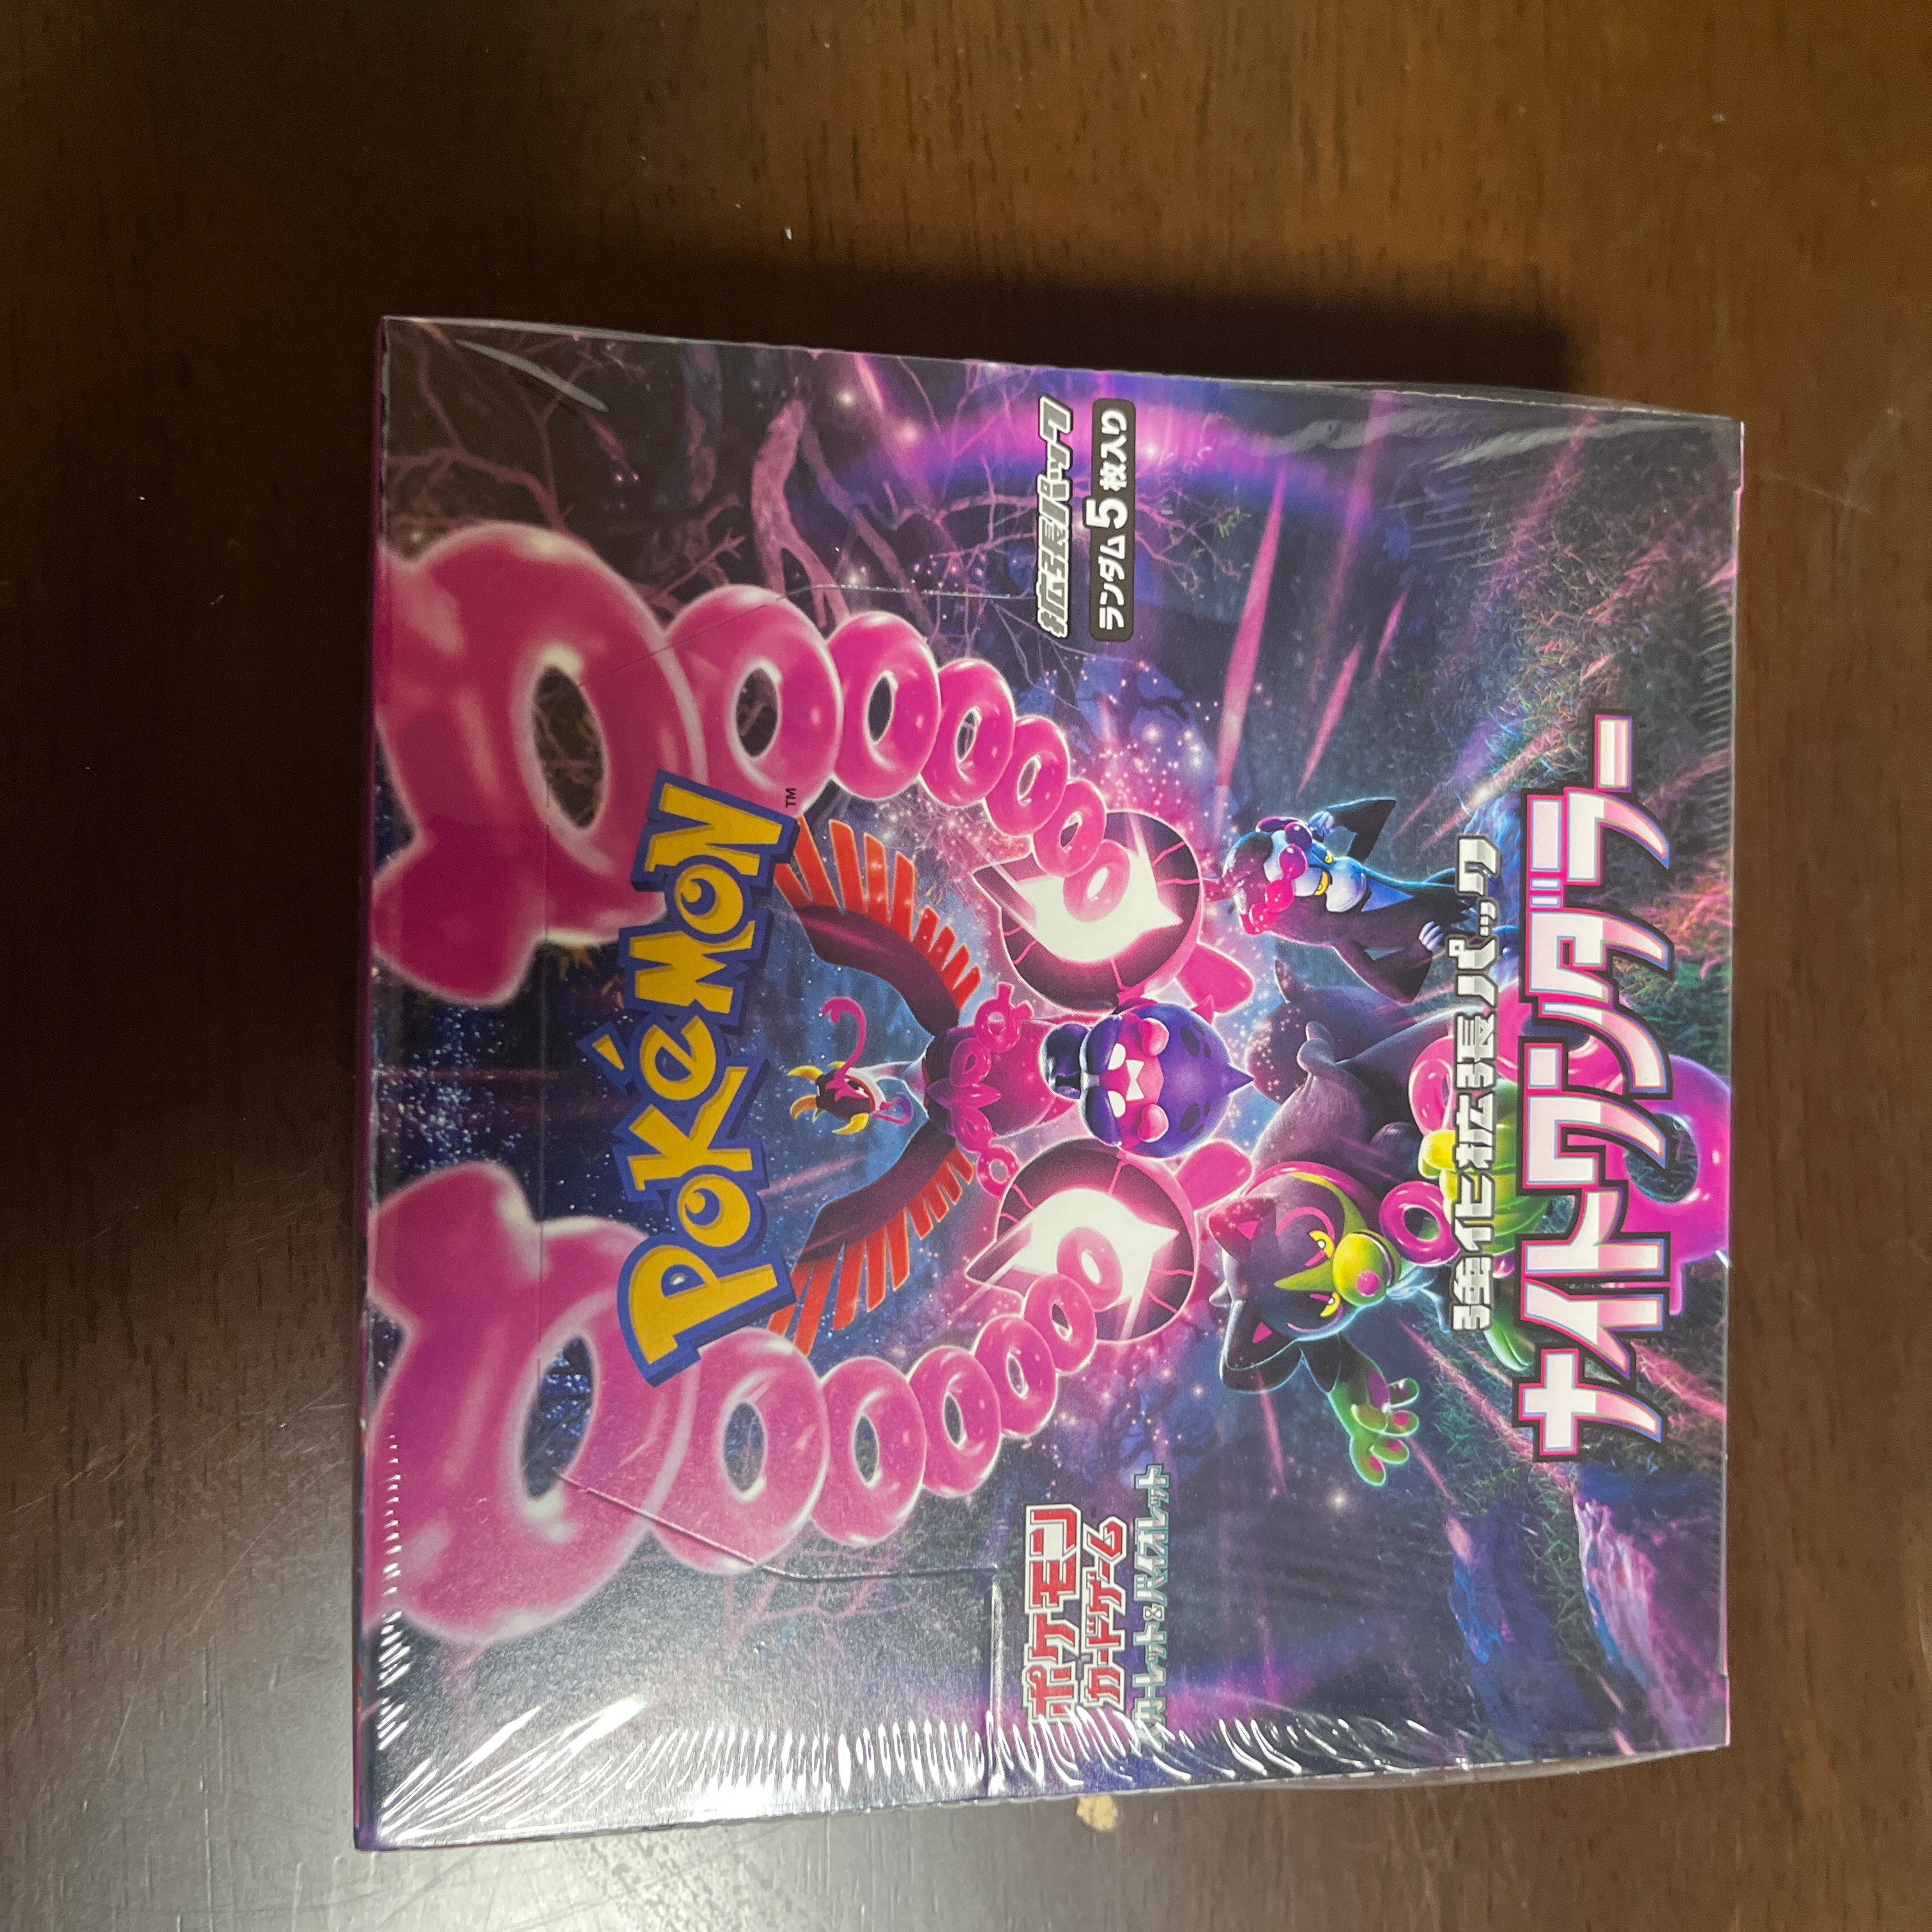 Pokémon™
ポケモン
カードゲーム
スカーレット&バイオレット
拡張パック
ランダム5枚入り
強化拡張パック
ナイトワンダラー